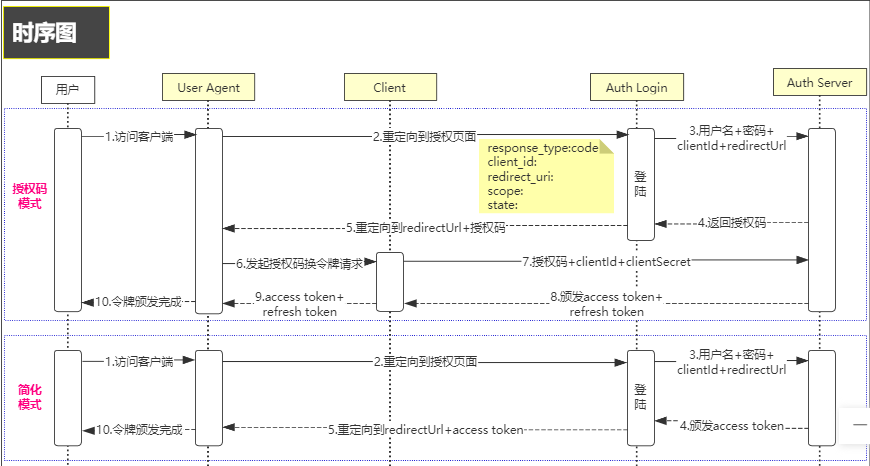 时序图
用户
User Agent
Client
Auth Login
Auth Server
授权码
模式
1.访问客户端
2.重定向到授权页面
response_type:code
client_id:
redirect_uri:
scope:
state:
登
陆
3.用户名+密码+
clientId+redirectUrl
4.返回授权码
5.重定向到redirectUrl+授权码
6.发起授权码换令牌请求
7.授权码+clientId+clientSecret
8.颁发access token+
refresh token
9.access token+
refresh token
10.令牌颁发完成
简化
模式
1.访问客户端
2.重定向到授权页面
登
陆
3.用户名+密码+
clientId+redirectUrl
4.颁发access token
5.重定向到redirectUrl+access token
10.令牌颁发完成